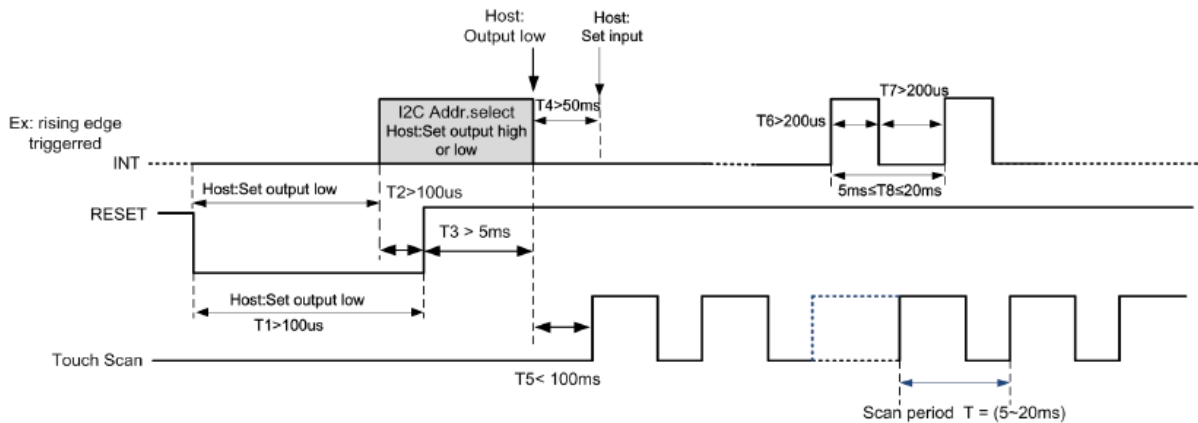 Host:
Output low
Host:
Set input
Ex: rising edge
triggerred
INT
I2C Addr.select
Host:Set output high
or low
T4>50ms
T6>200us
T7>200us
5ms≤T8≤20ms
Host:Set output low
T2>100us
RESET
T3 > 5ms
Host:Set output low
T1>100us
Touch Scan
T5< 100ms
Scan period T = (5~20ms)